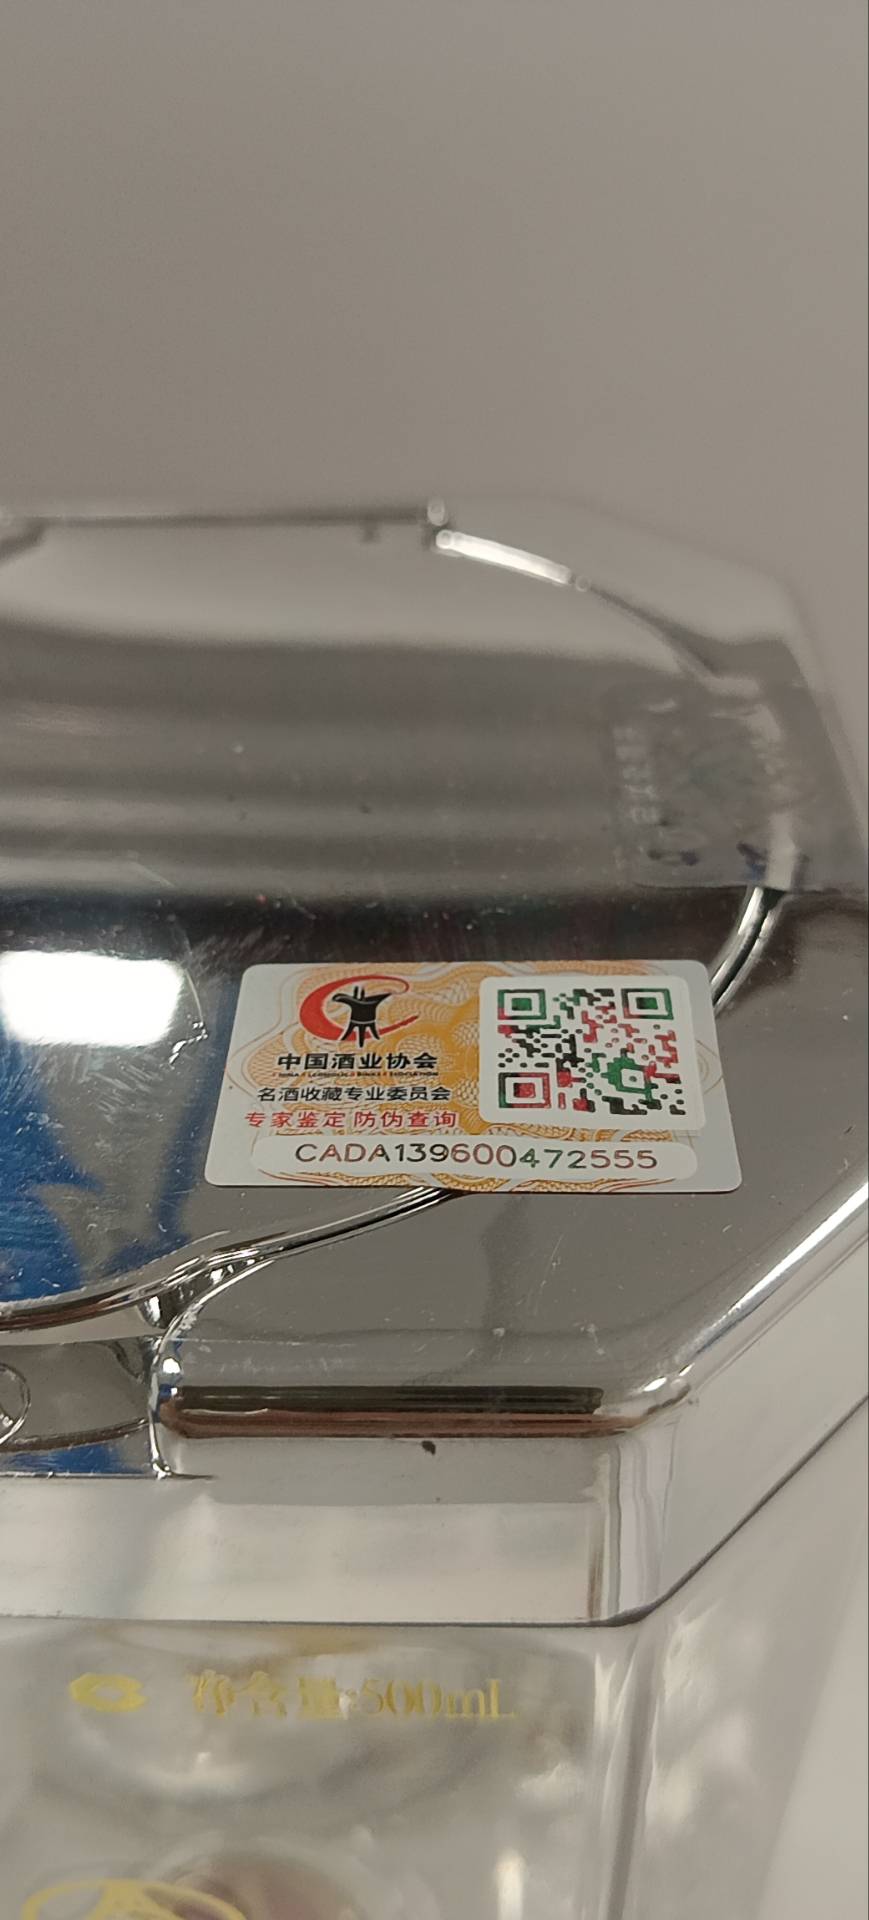 中国酒业协会
名酒收藏专业委员会
专家鉴定 防伪查询
CADA139600472555
净含量:500mL